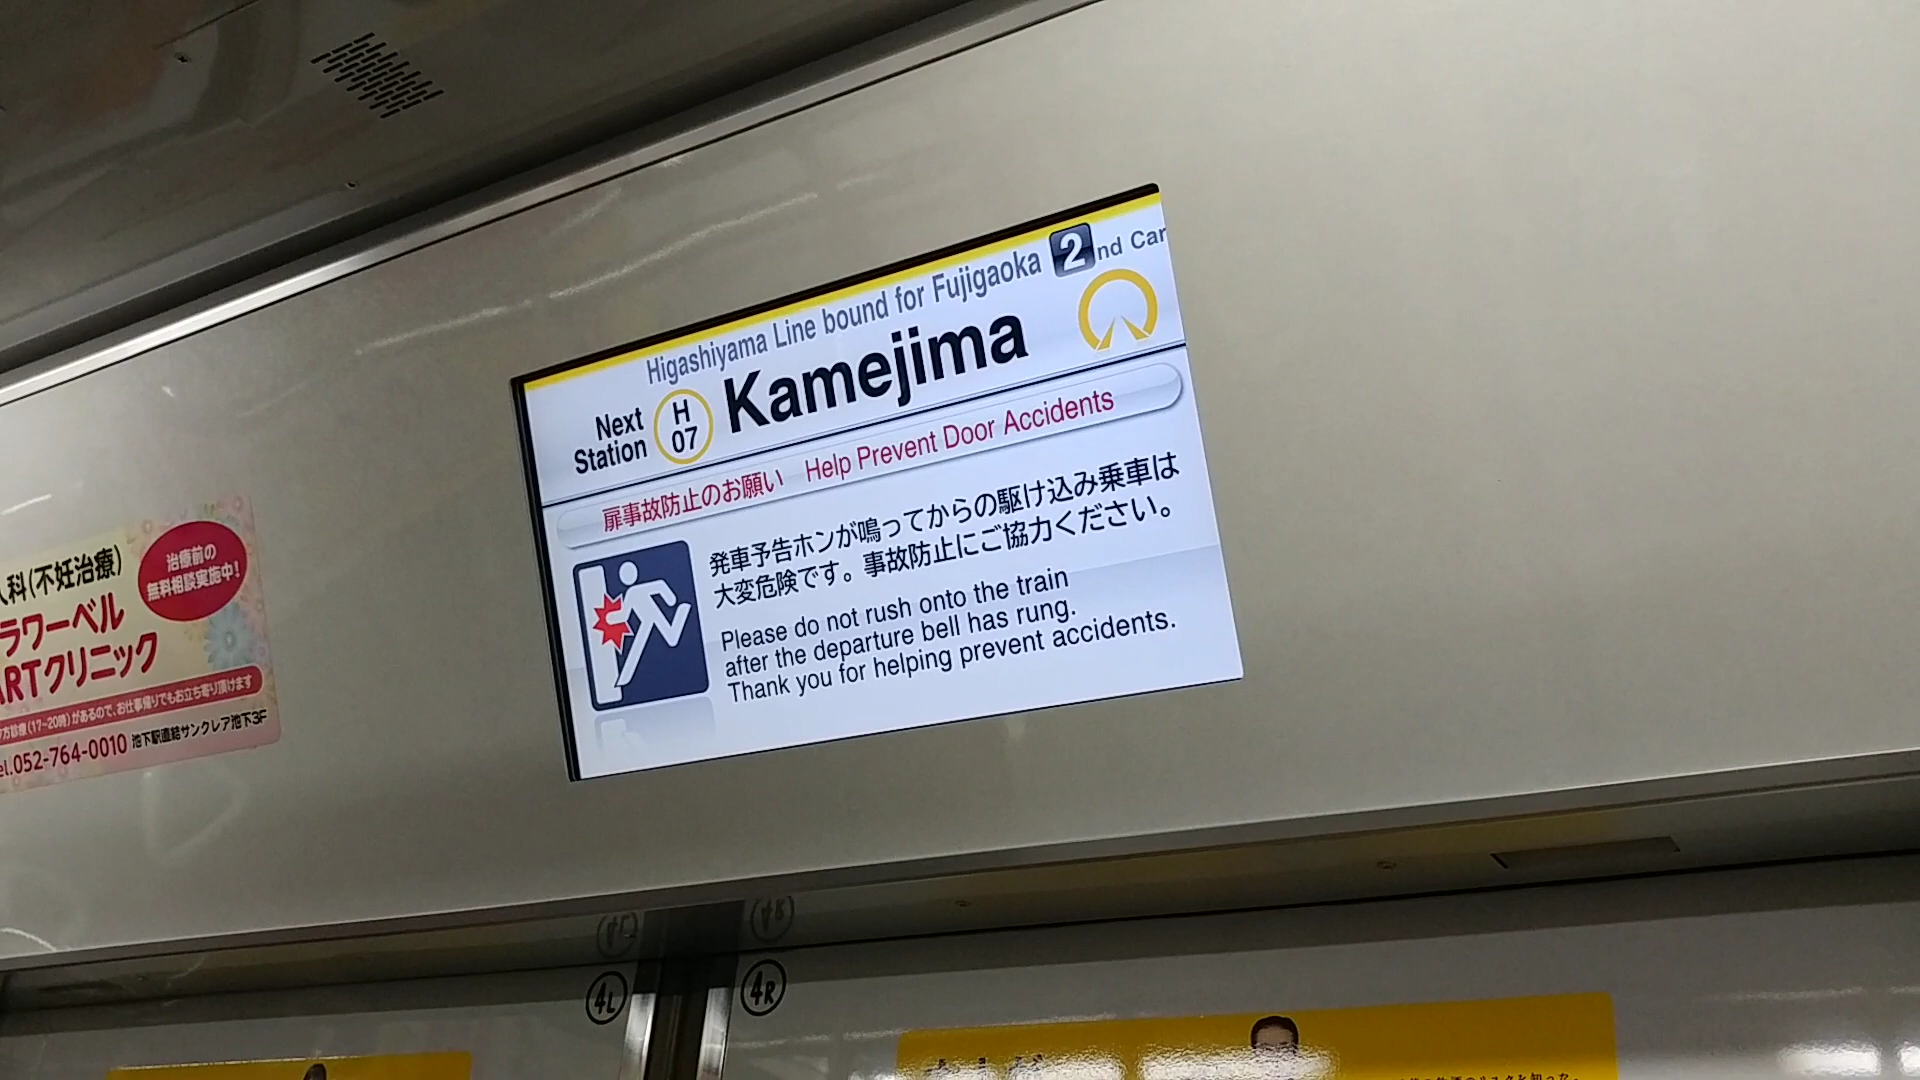 Higashiyama Line bound for Fujigaoka 2nd Car
Next Station H 07 Kamejima
扉事故防止のお願い Help Prevent Door Accidents
発車予告ホンが鳴ってからの駆け込み乗車は
大変危険です。事故防止にご協力ください。
Please do not rush onto the train
after the departure bell has rung.
Thank you for helping prevent accidents.
人科(不妊治療)
治療前の
無料相談実施中!
ラワーベル
ARTクリニック
夕方診療(17~20時)があるので、お仕事帰りでもお立ち寄り頂けます
el.052-764-0010 池下駅直結サンクレア池下3F
4L
4R